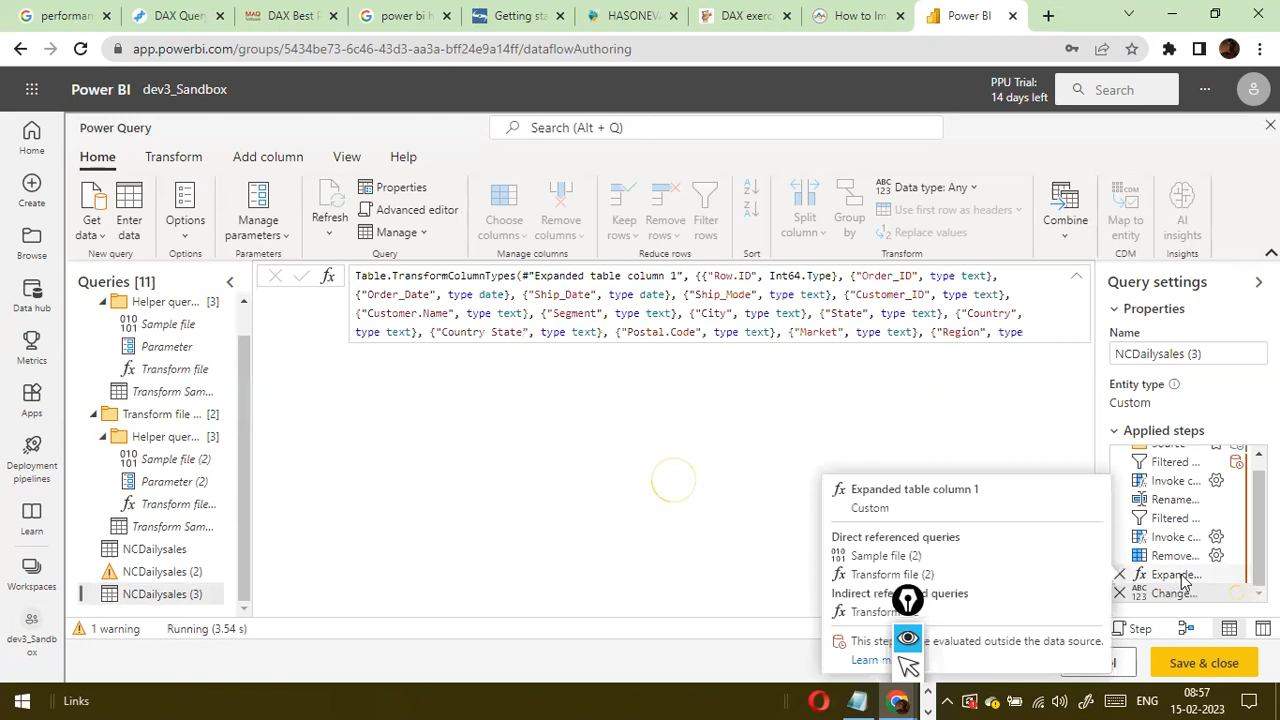 performan
DAX Query
MAQ
DAX Best P
power bi h
Getting sta
HASONEVA
DAX exerc
How to Im
Power BI
app.powerbi.com/groups/5434be73-6c46-43d3-aa3a-bff24e9a14ff/dataflowAuthoring
Power BI
dev3_Sandbox
PPU Trial:
14 days left
Search
Power Query
Search (Alt + Q)
Home
Transform
Add column
View
Help
Get data
Enter data
Options
Manage parameters
Refresh
Properties
Advanced editor
Manage
Choose columns
Remove columns
Keep rows
Remove rows
Filter rows
Split column
Group by
Data type: Any
Use first row as headers
Replace values
Combine
Map to entity
AI insights
New query
Options
Parameters
Query
Manage columns
Reduce rows
Sort
Transform
CDM
Insights
Home
Create
Browse
Data hub
Metrics
Apps
Deployment pipelines
Learn
Workspaces
dev3_Sandb
ox
Queries [11]
Helper quer... [3]
Sample file
Parameter
Transform file
Transform Sam...
Transform file ... [2]
Helper quer... [3]
Sample file (2)
Parameter (2)
Transform file...
Transform Sam...
NCDailysales
NCDailysales (2)
NCDailysales (3)
Table.TransformColumnTypes(#"Expanded table column 1", {{"Row.ID", Int64.Type}, {"Order_ID", type text},
{"Order_Date", type date}, {"Ship_Date", type date}, {"Ship_Mode", type text}, {"Customer_ID", type text},
{"Customer.Name", type text}, {"Segment", type text}, {"City", type text}, {"State", type text}, {"Country",
type text}, {"Country State", type text}, {"Postal.Code", type text}, {"Market", type text}, {"Region", type
Query settings
Properties
Name
NCDailysales (3)
Entity type
Custom
Applied steps
Filtered ...
Invoke c...
Rename...
Filtered ...
Invoke c...
Remove...
Expande...
Change...
Expanded table column 1
Custom
Direct referenced queries
Sample file (2)
Transform file (2)
Indirect refe
queries
Transform
This step
evaluated outside the data source.
1 warning
Running (3.54 s)
Step
Save & close
Links
ENG
08:57
15-02-2023